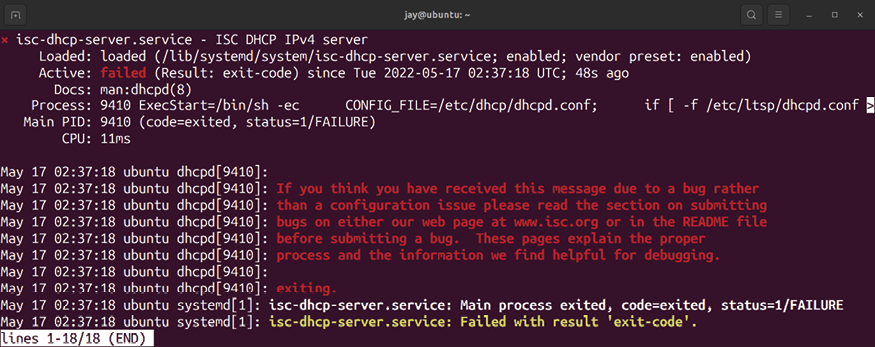 jay@ubuntu: ~
× isc-dhcp-server.service - ISC DHCP IPv4 server
Loaded: loaded (/lib/systemd/system/isc-dhcp-server.service; enabled; vendor preset: enabled)
Active: failed (Result: exit-code) since Tue 2022-05-17 02:37:18 UTC; 48s ago
Docs: man:dhcpd(8)
Process: 9410 ExecStart=/bin/sh -ec CONFIG_FILE=/etc/dhcp/dhcpd.conf; if [ -f /etc/ltsp/dhcpd.conf >
Main PID: 9410 (code=exited, status=1/FAILURE)
CPU: 11ms
May 17 02:37:18 ubuntu dhcpd[9410]:
May 17 02:37:18 ubuntu dhcpd[9410]: If you think you have received this message due to a bug rather
May 17 02:37:18 ubuntu dhcpd[9410]: than a configuration issue please read the section on submitting
May 17 02:37:18 ubuntu dhcpd[9410]: bugs on either our web page at www.isc.org or in the README file
May 17 02:37:18 ubuntu dhcpd[9410]: before submitting a bug.  These pages explain the proper
May 17 02:37:18 ubuntu dhcpd[9410]: process and the information we find helpful for debugging.
May 17 02:37:18 ubuntu dhcpd[9410]:
May 17 02:37:18 ubuntu dhcpd[9410]: exiting.
May 17 02:37:18 ubuntu systemd[1]: isc-dhcp-server.service: Main process exited, code=exited, status=1/FAILURE
May 17 02:37:18 ubuntu systemd[1]: isc-dhcp-server.service: Failed with result 'exit-code'.
lines 1-18/18 (END)